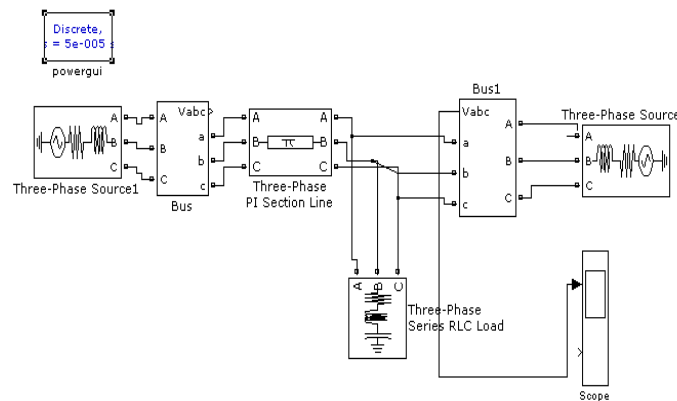 Discrete,
s = 5e-005 s
powergui
Bus1
Vabc
A
a
B
b
C
c
Three-Phase Source
A
B
C
A
B
C
Three-Phase Source1
A
B
C
Vabc
a
b
c
Bus
A
B
C
A
B
C
Three-Phase
PI Section Line
A
B
C
Three-Phase
Series RLC Load
Scope